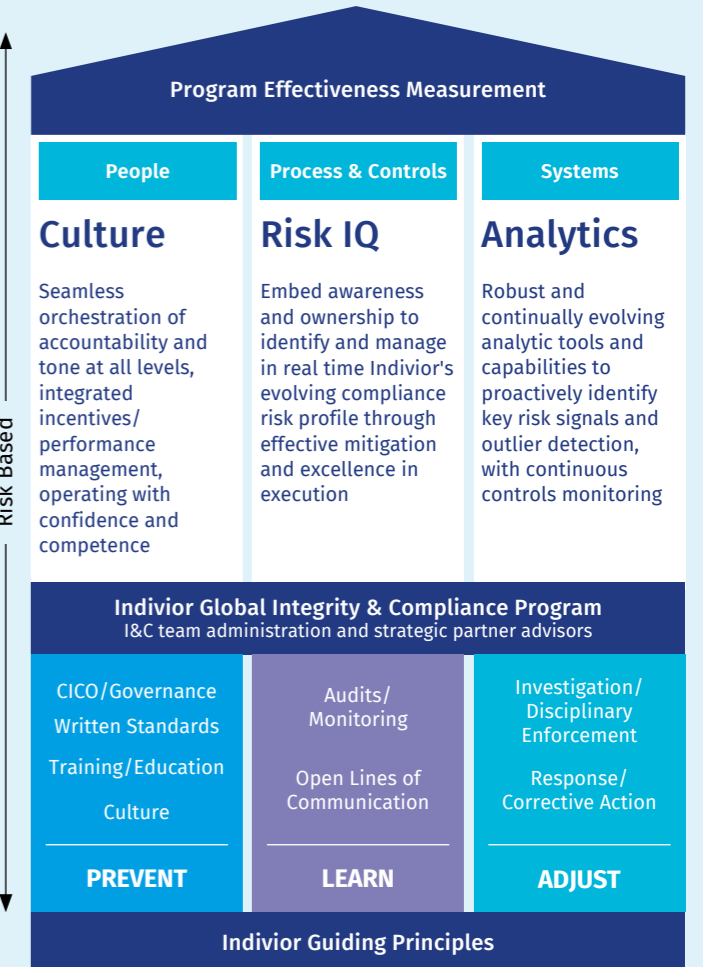 Program Effectiveness Measurement
Risk Based
People
Culture
Seamless
orchestration of
accountability and
tone at all levels,
integrated
incentives/
performance
management,
operating with
confidence and
competence
Process & Controls
Risk IQ
Embed awareness
and ownership to
identify and manage
in real time Indivior's
evolving compliance
risk profile through
effective mitigation
and excellence in
execution
Systems
Analytics
Robust and
continually evolving
analytic tools and
capabilities to
proactively identify
key risk signals and
outlier detection,
with continuous
controls monitoring
Indivior Global Integrity & Compliance Program
I&C team administration and strategic partner advisors
CICO/Governance
Written Standards
Training/Education
Culture
PREVENT
Audits/
Monitoring
Open Lines of
Communication
LEARN
Investigation/
Disciplinary
Enforcement
Response/
Corrective Action
ADJUST
Indivior Guiding Principles